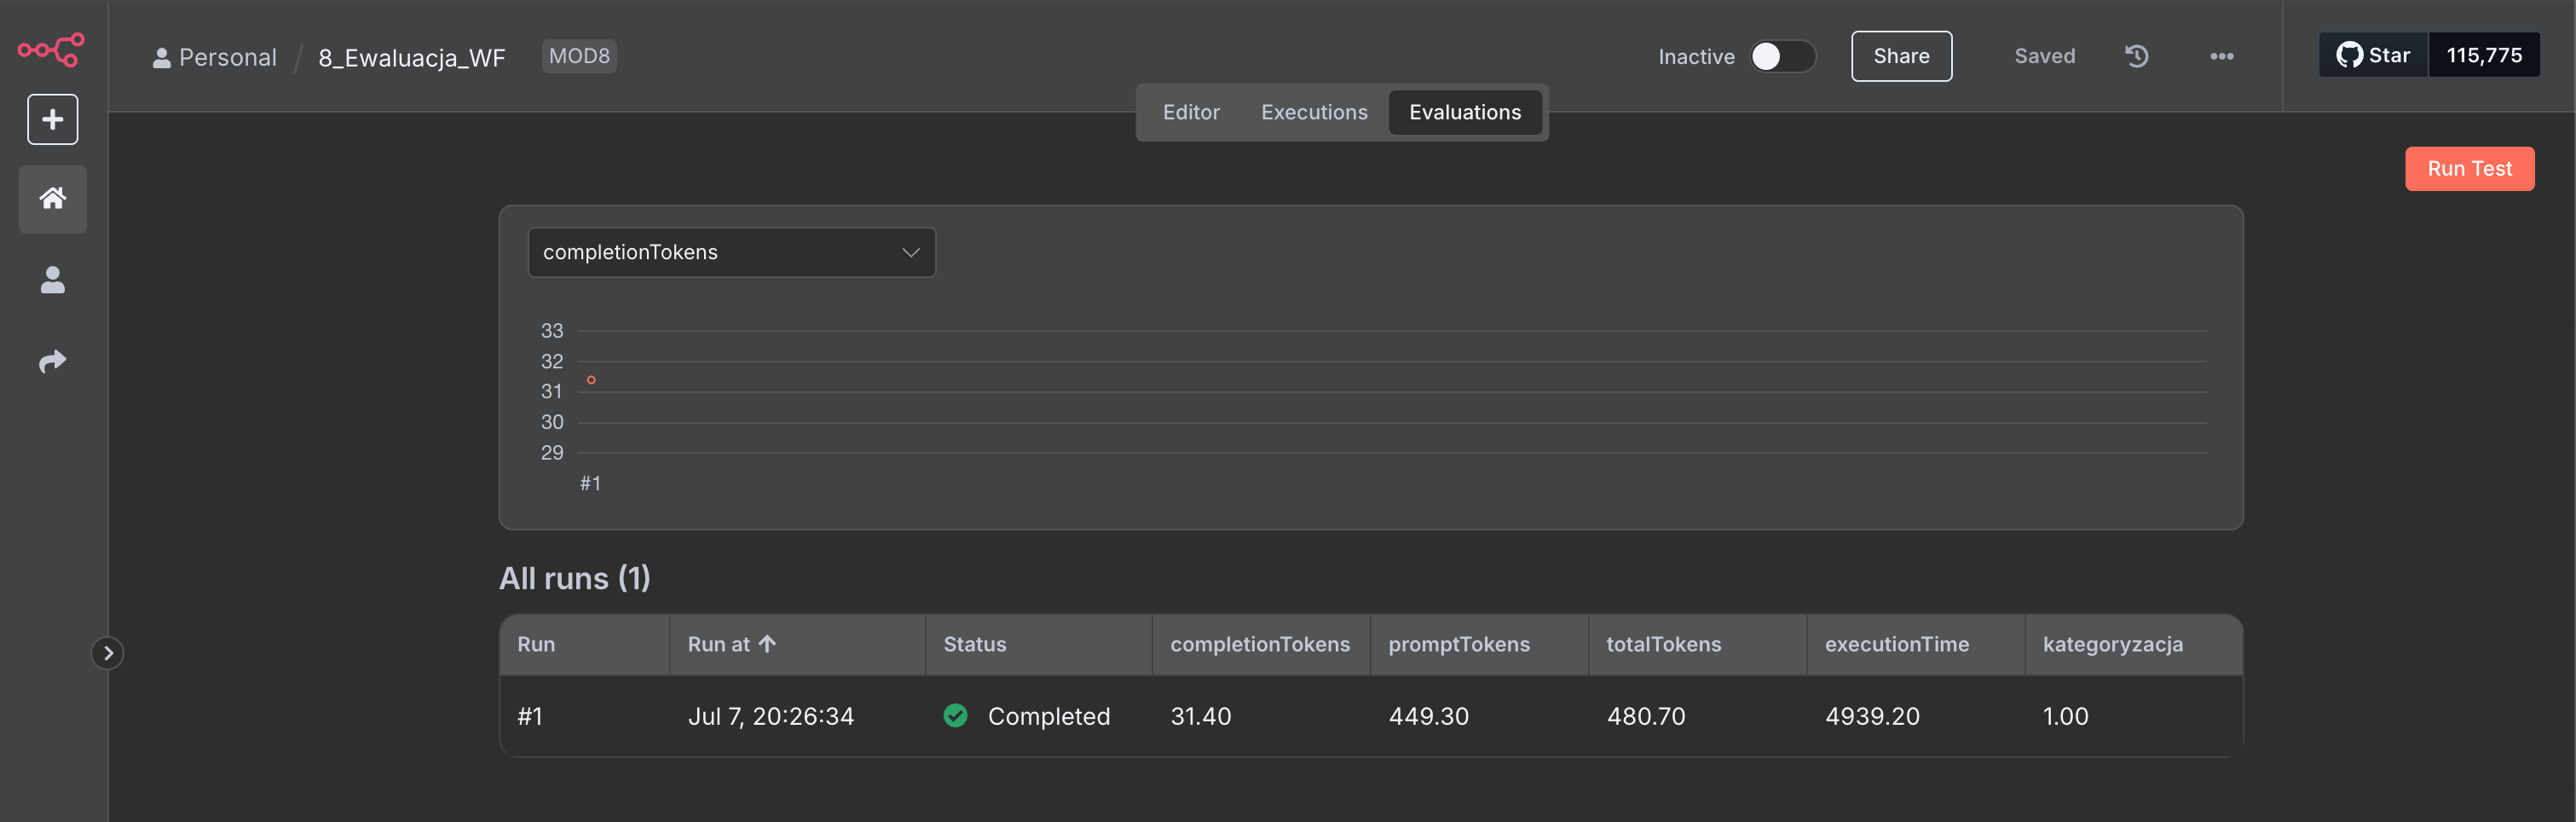 Personal / 8_Ewaluacja_WF MOD8 Inactive Share Saved Star 115,775
Editor Executions Evaluations
Run Test
completionTokens
33
32
31
30
29
#1
All runs (1)
Run Run at Status completionTokens promptTokens totalTokens executionTime kategoryzacja
#1 Jul 7, 20:26:34 Completed 31.40 449.30 480.70 4939.20 1.00